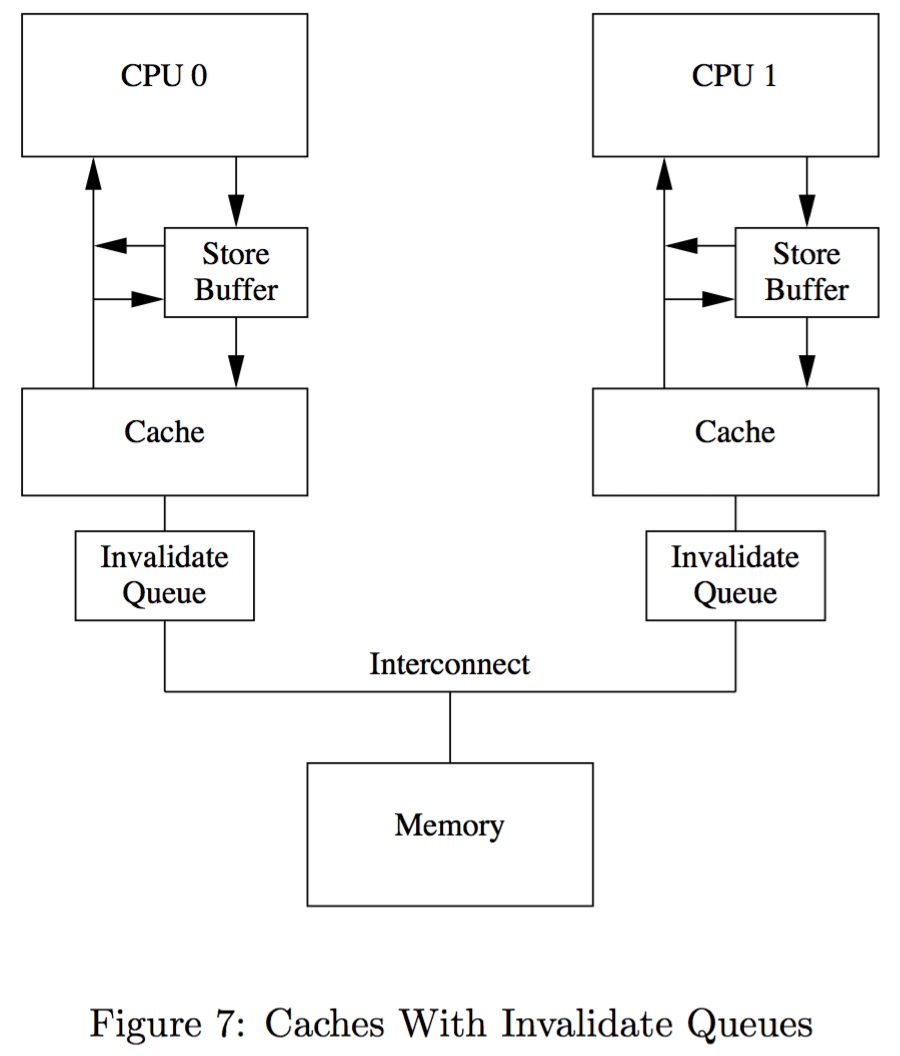 CPU 0
CPU 1
Store
Buffer
Store
Buffer
Cache
Cache
Invalidate
Queue
Invalidate
Queue
Interconnect
Memory
Figure 7: Caches With Invalidate Queues